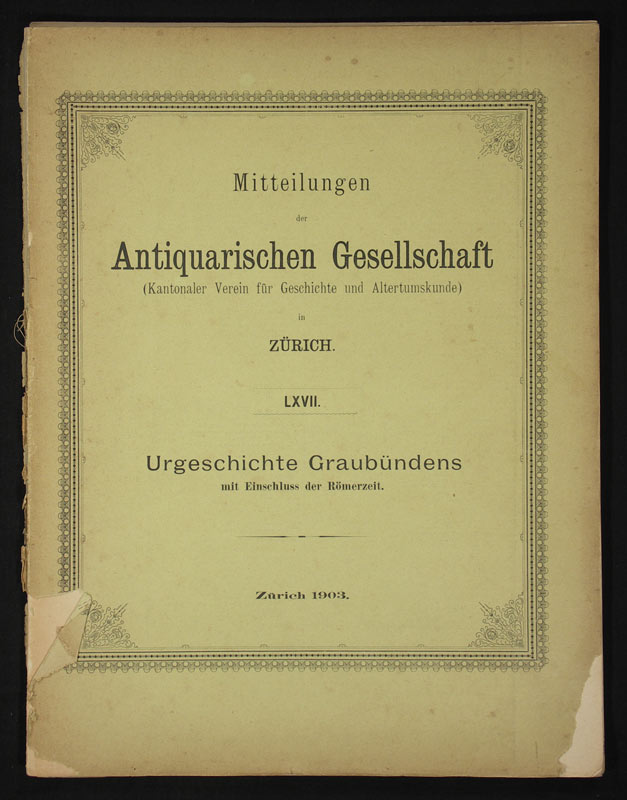 Mitteilungen
der
Antiquarischen Gesellschaft
(Kantonaler Verein für Geschichte und Altertumskunde)
in
ZÜRICH.
LXVII.
Urgeschichte Graubündens
mit Einschluss der Römerzeit.
Zürich 1903.